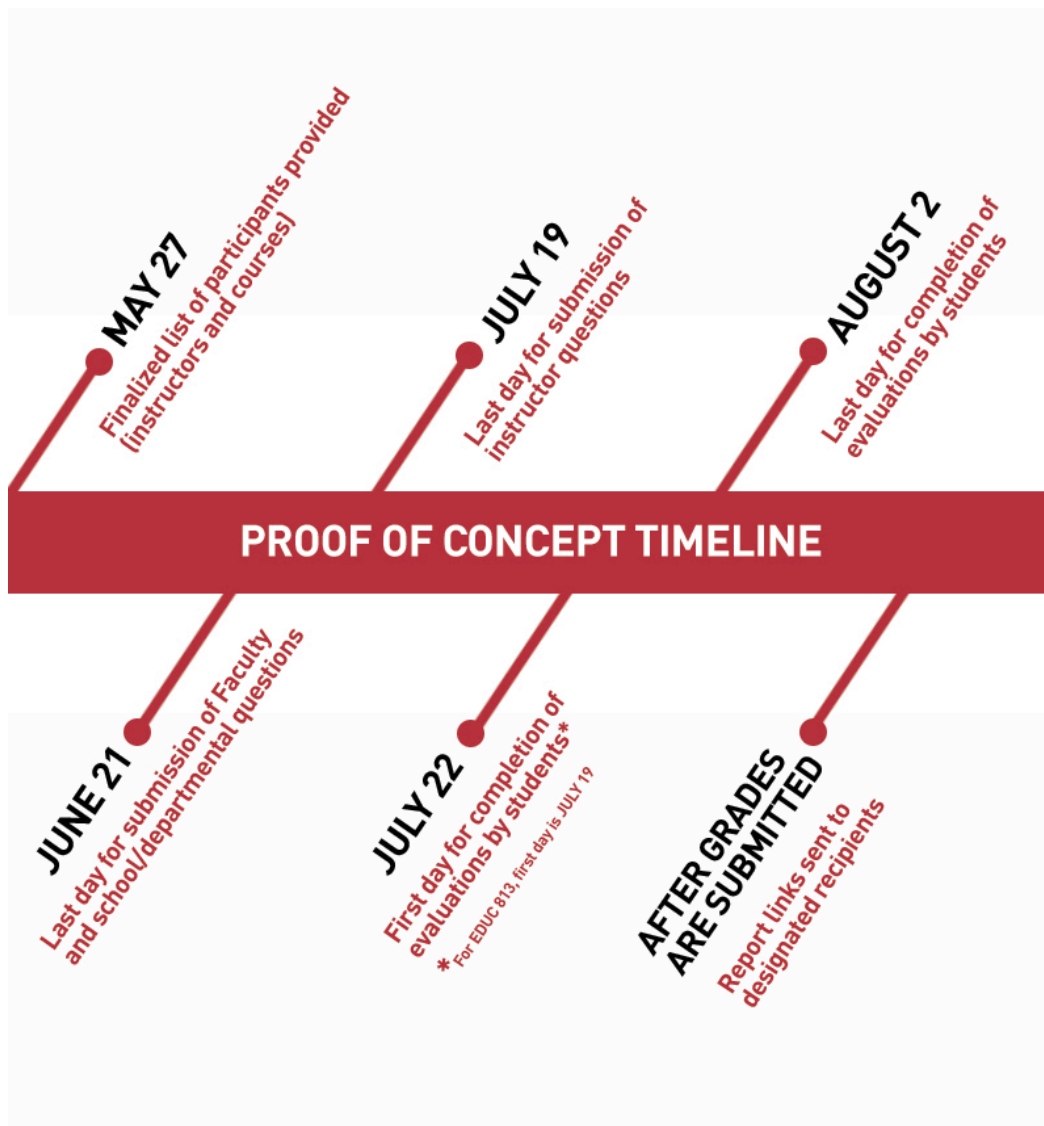 MAY 27
Finalized list of participants provided
(instructors and courses)
JULY 19
Last day for submission of
instructor questions
AUGUST 2
Last day for completion of
evaluations by students
PROOF OF CONCEPT TIMELINE
JUNE 21
Last day for submission of Faculty
and school/departmental questions
JULY 22
First day for completion of
evaluations by students*
* For EDUC 813, first day is JULY 19
AFTER GRADES
ARE SUBMITTED
Report links sent to
designated recipients